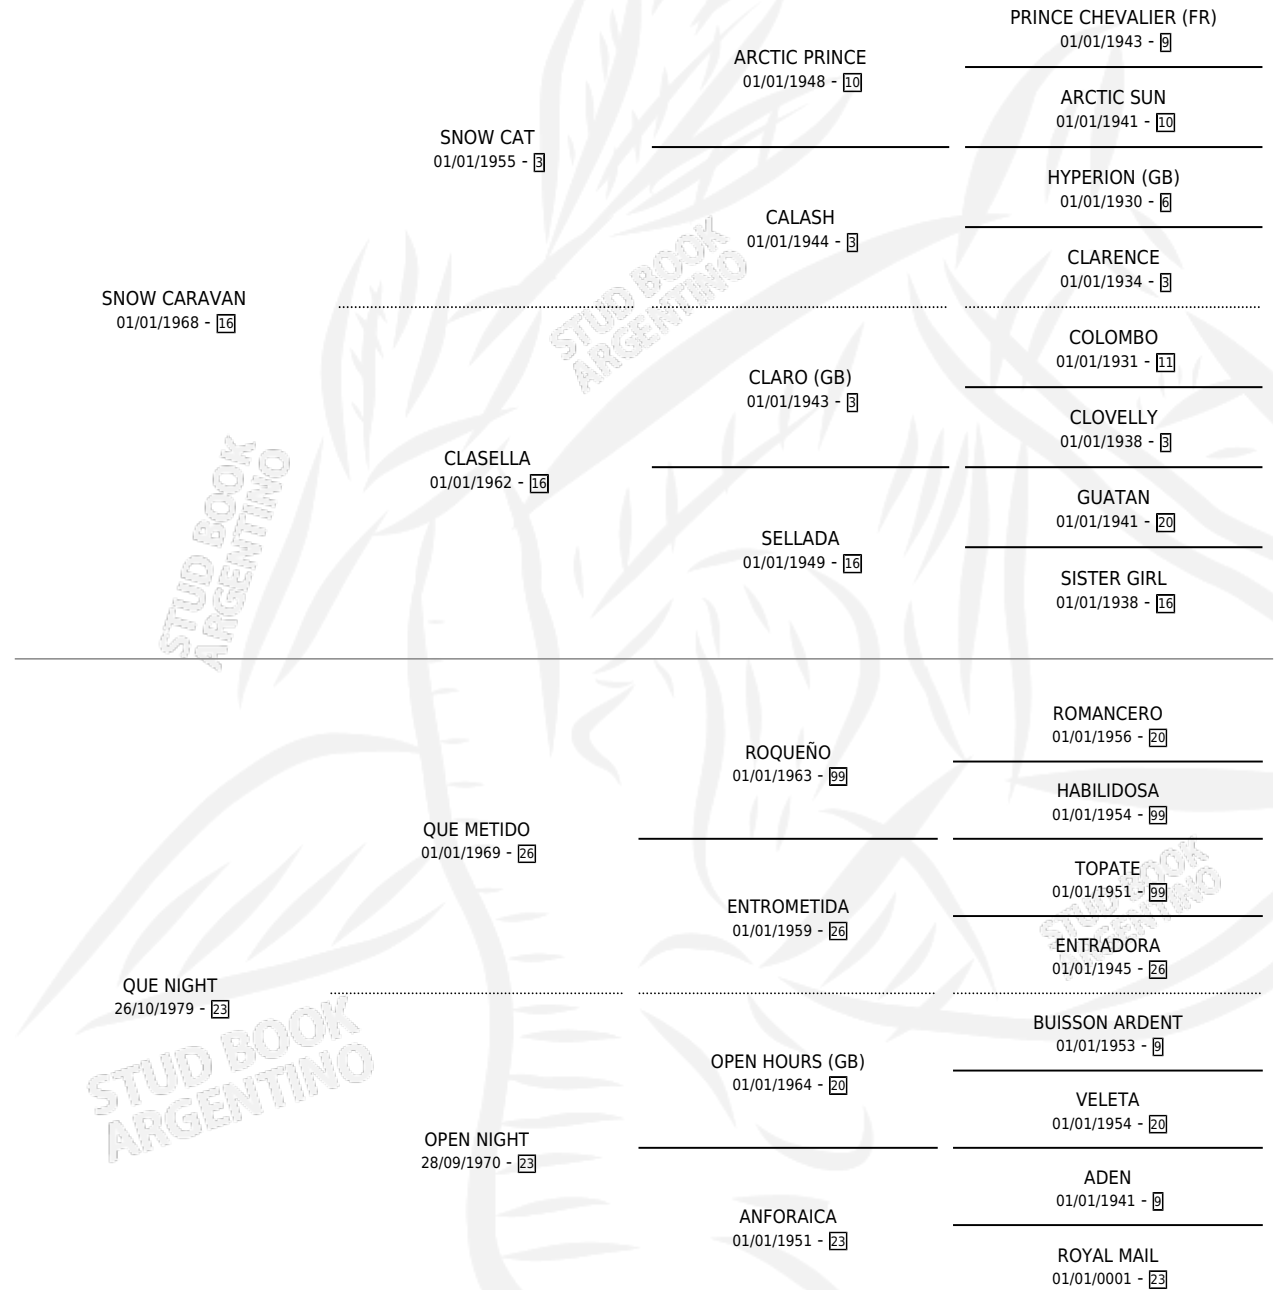 PRINCE CHEVALIER (FR)
01/01/1943 - 9
ARCTIC PRINCE
01/01/1948 - 10
ARCTIC SUN
01/01/1941 - 10
SNOW CAT
01/01/1955 - 3
HYPERION (GB)
01/01/1930 - 6
CALASH
01/01/1944 - 3
CLARENCE
01/01/1934 - 3
SNOW CARAVAN
01/01/1968 - 16
COLOMBO
01/01/1931 - 11
CLARO (GB)
01/01/1943 - 3
CLOVELLY
01/01/1938 - 3
CLASELLA
01/01/1962 - 16
GUATAN
01/01/1941 - 20
SELLADA
01/01/1949 - 16
SISTER GIRL
01/01/1938 - 16
ROMANCERO
01/01/1956 - 20
ROQUEÑO
01/01/1963 - 99
HABILIDOSA
01/01/1954 - 99
QUE METIDO
01/01/1969 - 26
TOPATE
01/01/1951 - 99
ENTROMETIDA
01/01/1959 - 26
ENTRADORA
01/01/1945 - 26
QUE NIGHT
26/10/1979 - 23
BUISSON ARDENT
01/01/1953 - 9
OPEN HOURS (GB)
01/01/1964 - 20
VELETA
01/01/1954 - 20
OPEN NIGHT
28/09/1970 - 23
ADEN
01/01/1941 - 9
ANFORAICA
01/01/1951 - 23
ROYAL MAIL
01/01/0001 - 23
STUD BOOK
ARGENTINO
STUD BOOK
ARGENTINO
STUD BOOK
ARGENTINO
STUD BOOK
ARGENTINO